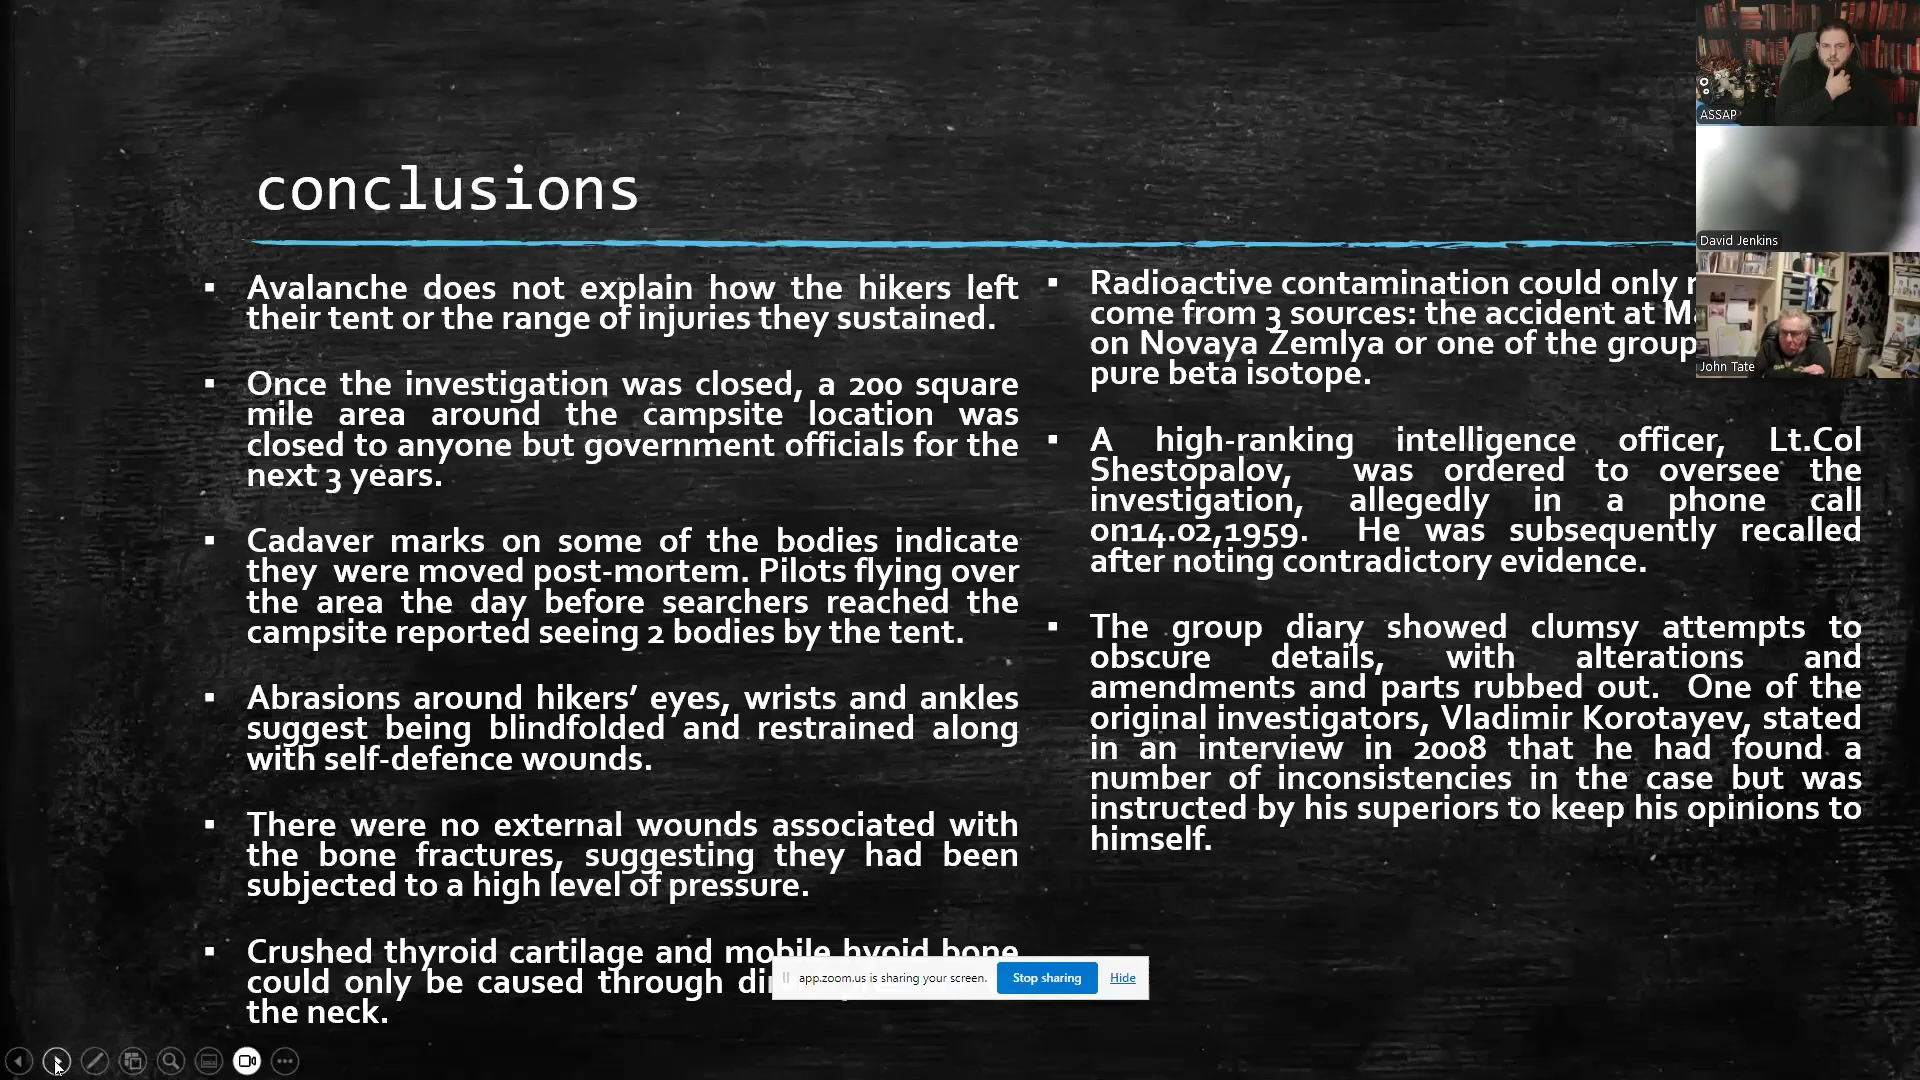 conclusions
▪ Avalanche does not explain how the hikers left
their tent or the range of injuries they sustained.
▪ Once the investigation was closed, a 200 square
mile area around the campsite location was
closed to anyone but government officials for the
next 3 years.
▪ Cadaver marks on some of the bodies indicate
they were moved post-mortem. Pilots flying over
the area the day before searchers reached the
campsite reported seeing 2 bodies by the tent.
▪ Abrasions around hikers’ eyes, wrists and ankles
suggest being blindfolded and restrained along
with self-defence wounds.
▪ There were no external wounds associated with
the bone fractures, suggesting they had been
subjected to a high level of pressure.
▪ Crushed thyroid cartilage and mobile hyoid bone
could only be caused through
the neck.
▪ Radioactive contamination could only
come from 3 sources: the accident at
on Novaya Zemlya or one of the group
pure beta isotope.
▪ A high-ranking intelligence officer, Lt.Col
Shestopalov, was ordered to oversee the
investigation, allegedly in a phone call
on14.02,1959. He was subsequently recalled
after noting contradictory evidence.
▪ The group diary showed clumsy attempts to
obscure details, with alterations and
amendments and parts rubbed out. One of the
original investigators, Vladimir Korotayev, stated
in an interview in 2008 that he had found a
number of inconsistencies in the case but was
instructed by his superiors to keep his opinions to
himself.
ASSAP
David Jenkins
John Tate
app.zoom.us is sharing your screen. Stop sharing Hide